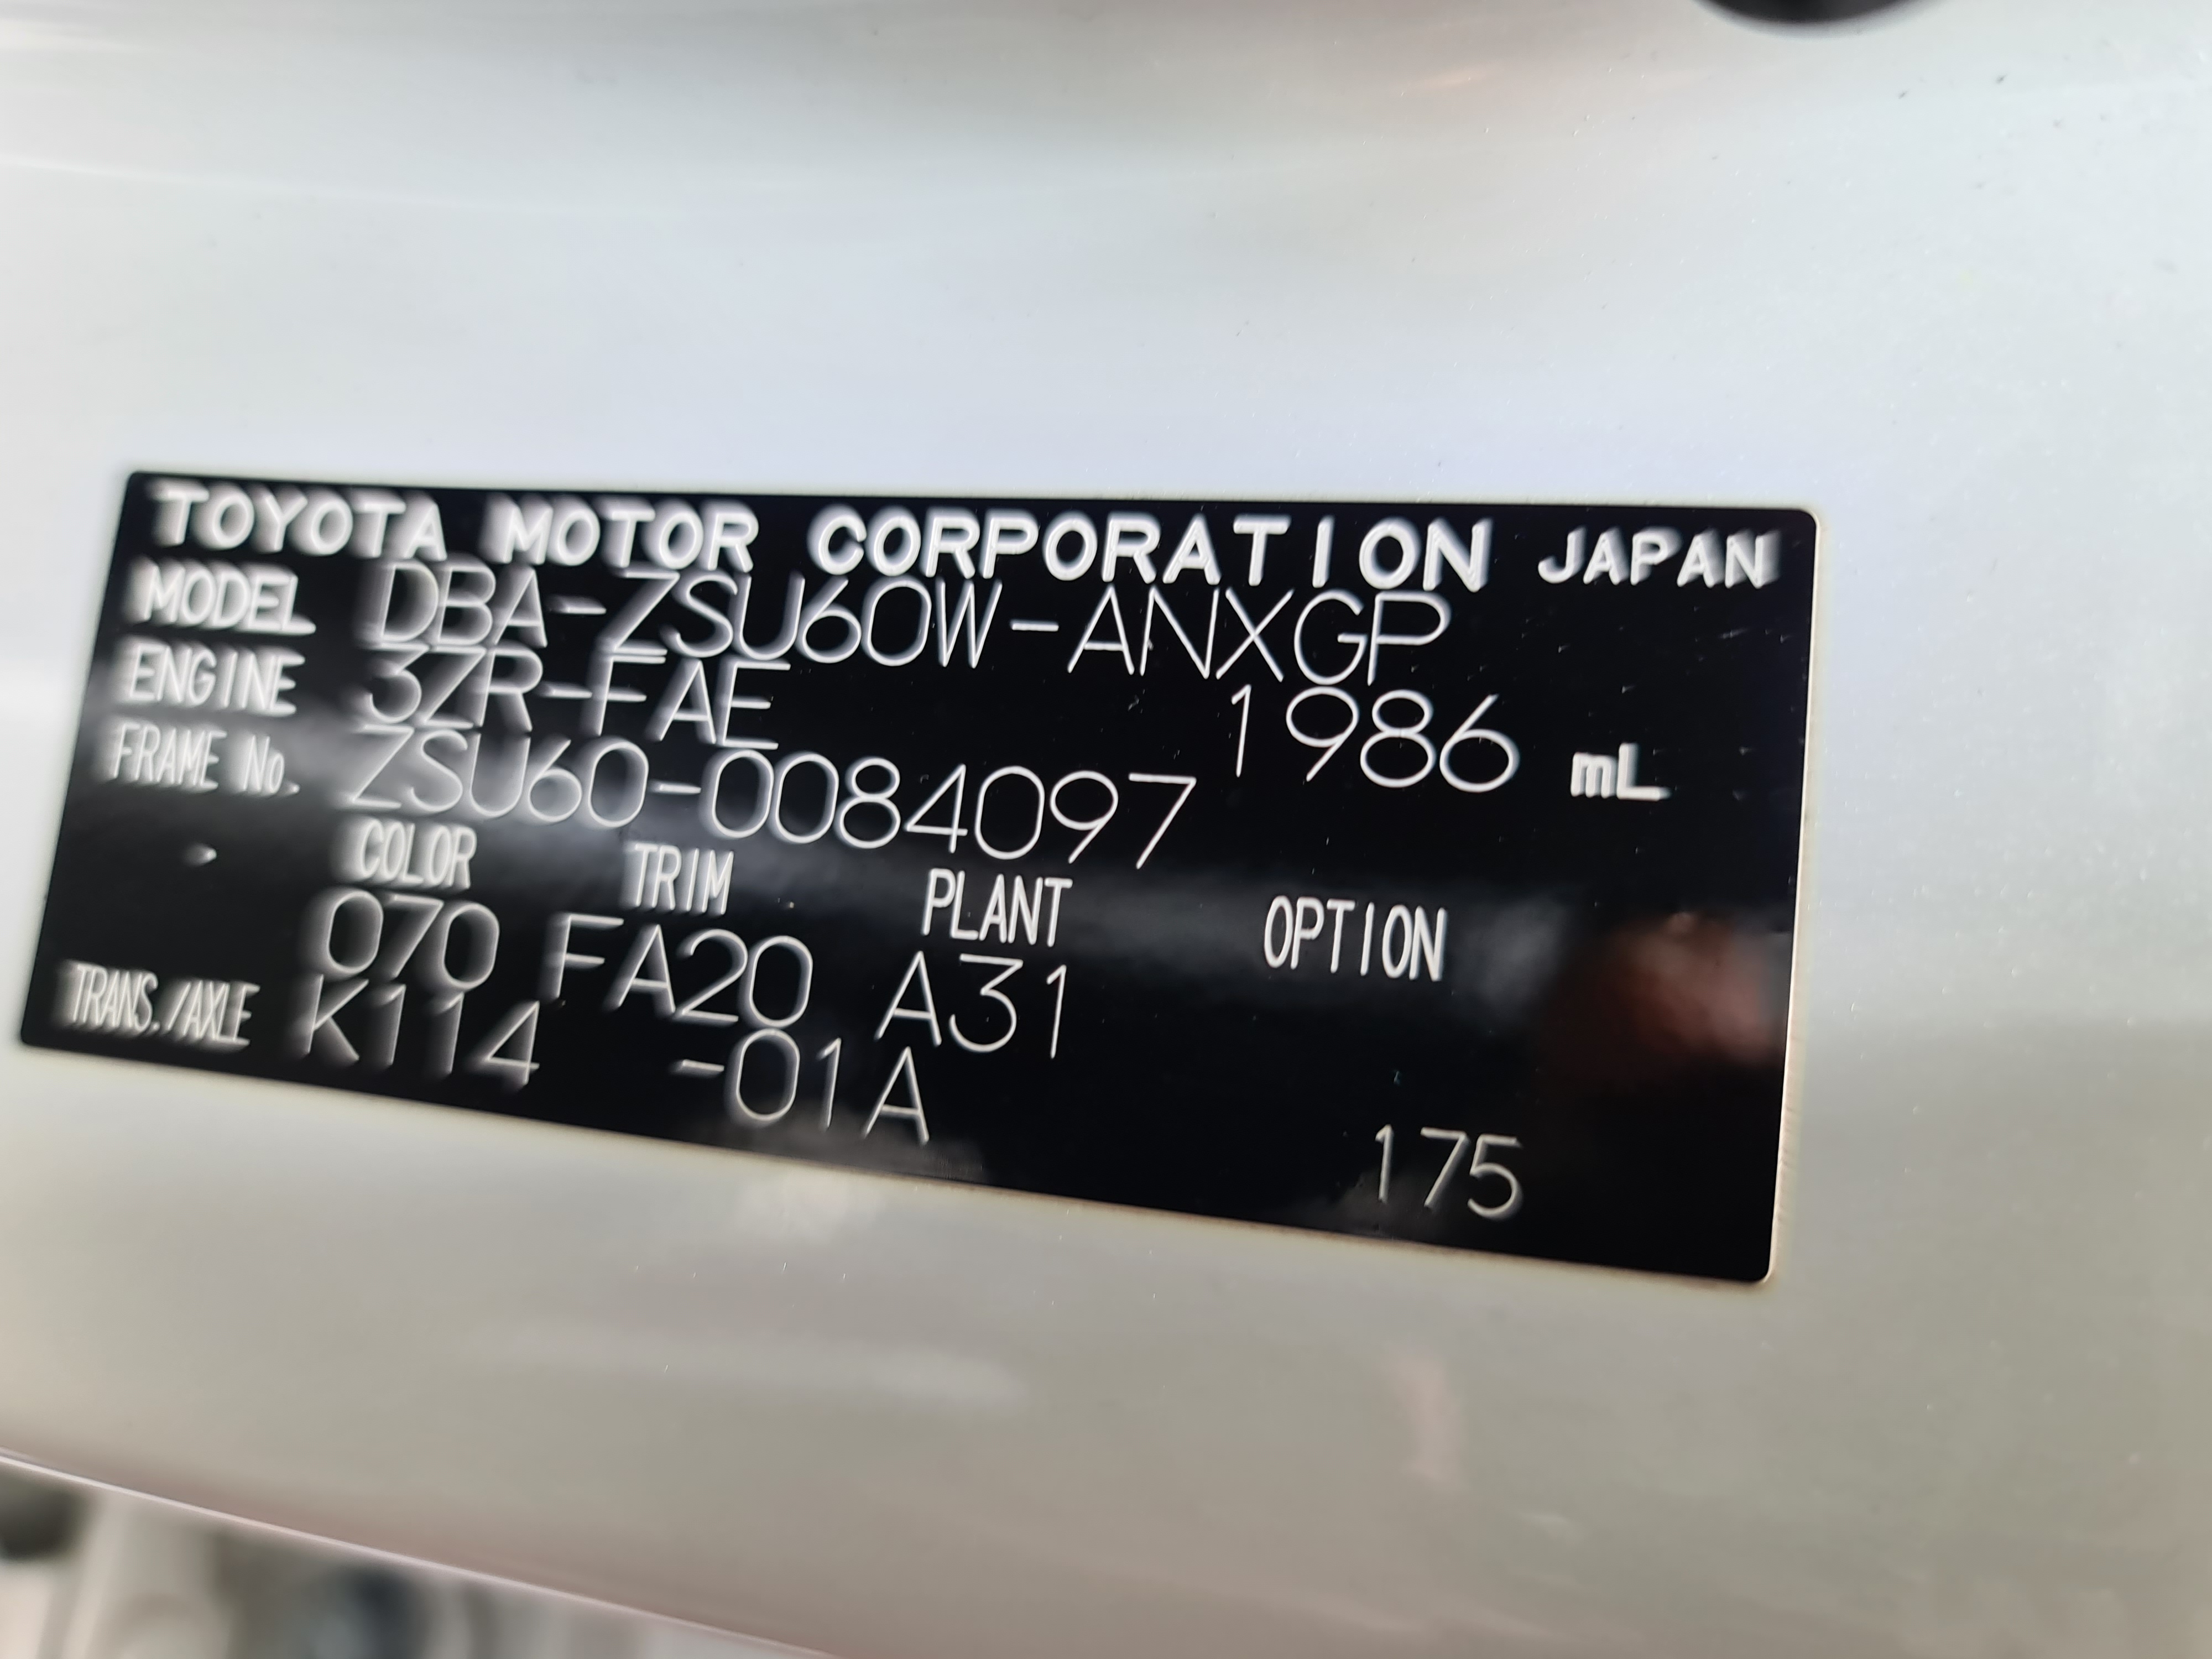 TOYOTA MOTOR CORPORATION JAPAN
MODEL DBA-ZSU60W-ANXGP
ENGINE 3ZR-FAE 1986 mL
FRAME No. ZSU60-0084097
COLOR TRIM PLANT OPTION
070 FA20 A31
TRANS./AXLE K114 -01A
175